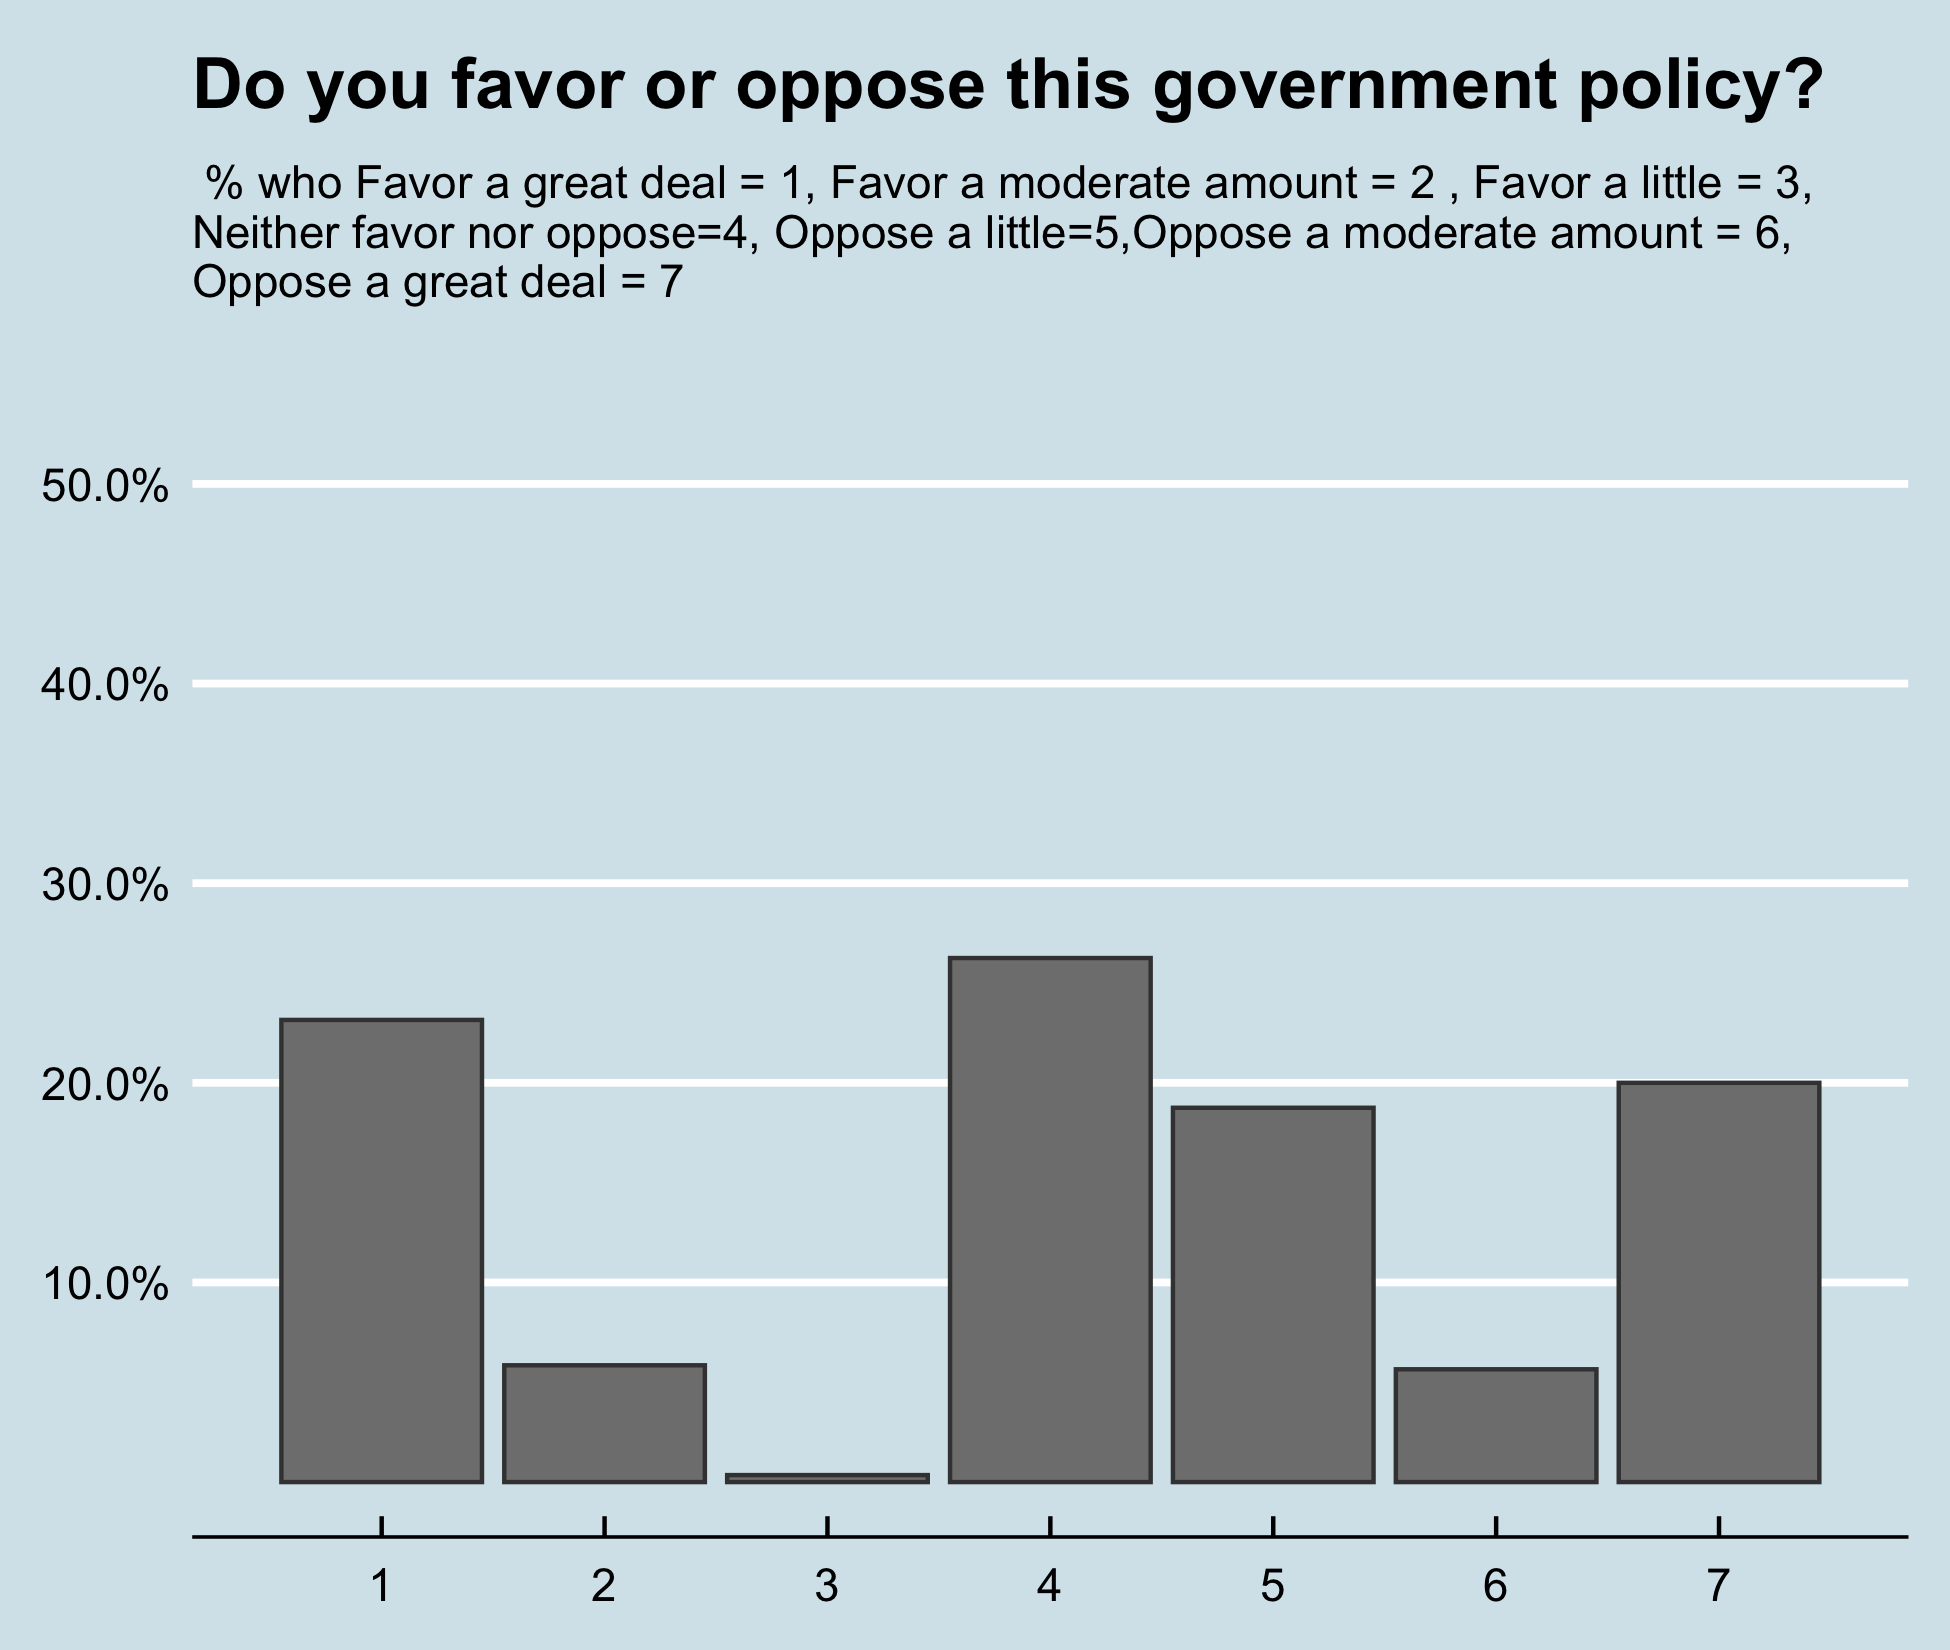 Do you favor or oppose this government policy?
% who Favor a great deal = 1, Favor a moderate amount = 2 , Favor a little = 3,
Neither favor nor oppose=4, Oppose a little=5,Oppose a moderate amount = 6,
Oppose a great deal = 7
50.0%
40.0%
30.0%
20.0%
10.0%
1 2 3 4 5 6 7